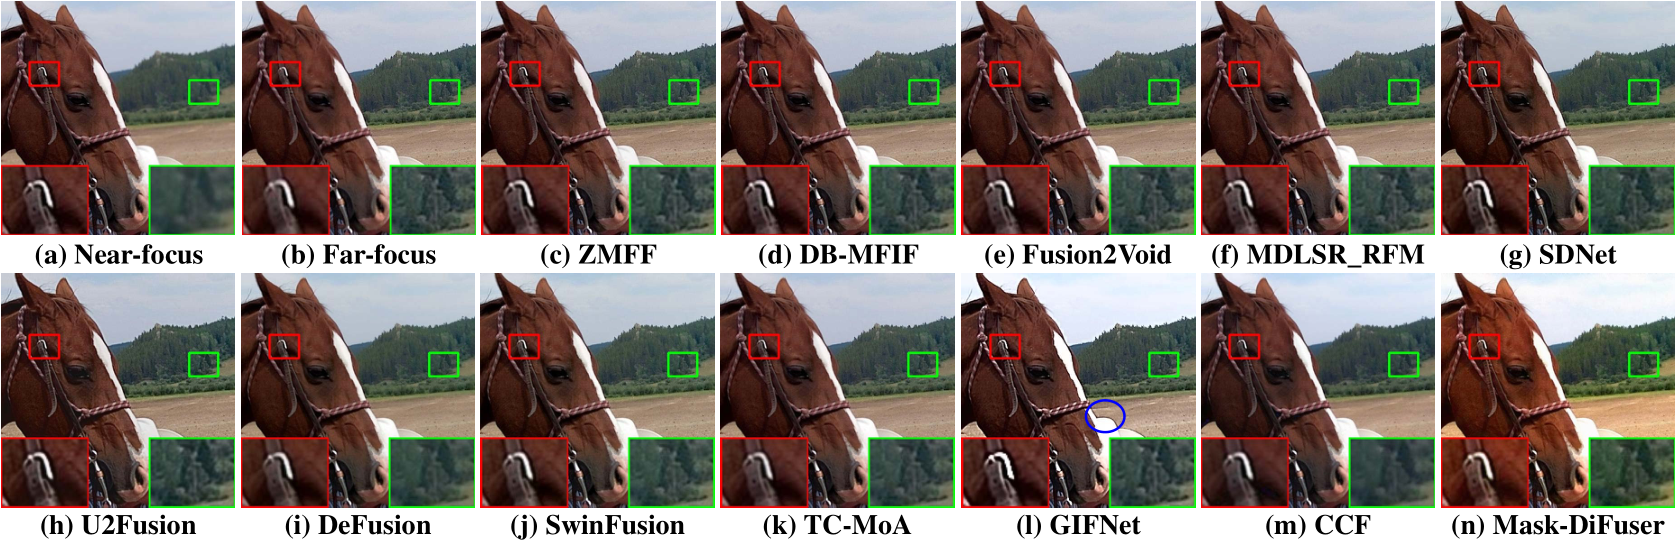 (a) Near-focus (b) Far-focus (c) ZMFF (d) DB-MFIF (e) Fusion2Void (f) MDLSR_RFM (g) SDNet
(h) U2Fusion (i) DeFusion (j) SwinFusion (k) TC-MoA (l) GIFNet (m) CCF (n) Mask-DiFuser